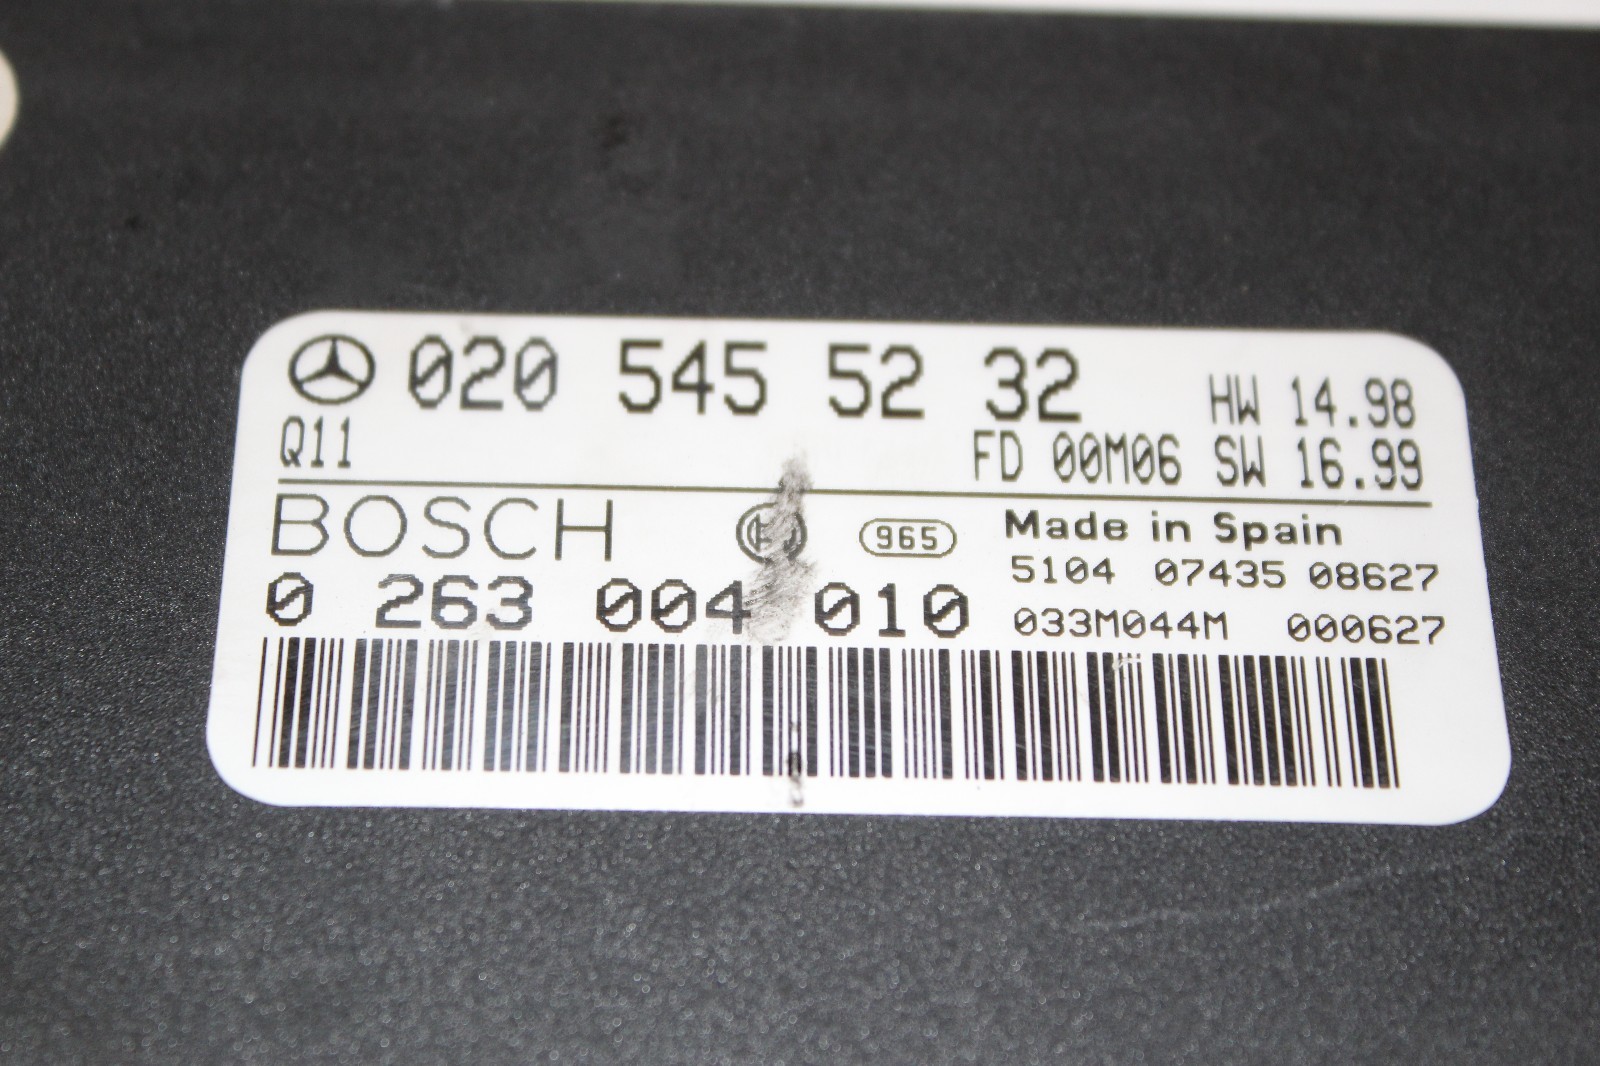 020 545 52 32 HW 14.98
Q11 FD 00M06 SW 16.99
BOSCH 965 Made in Spain
5104 07435 08627
0 263 004 010 033M044M 000627